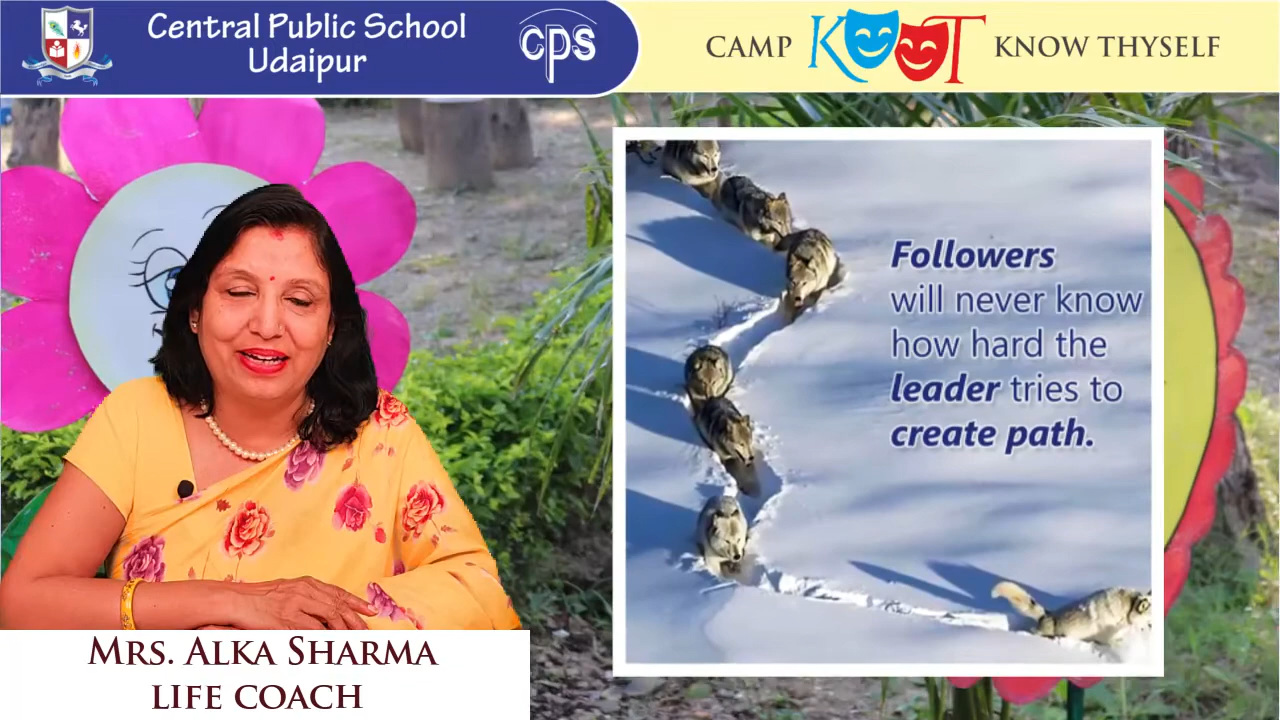 Central Public School
Udaipur
cps
CAMP KOOT KNOW THYSELF
Followers
will never know
how hard the
leader tries to
create path.
MRS. ALKA SHARMA
LIFE COACH